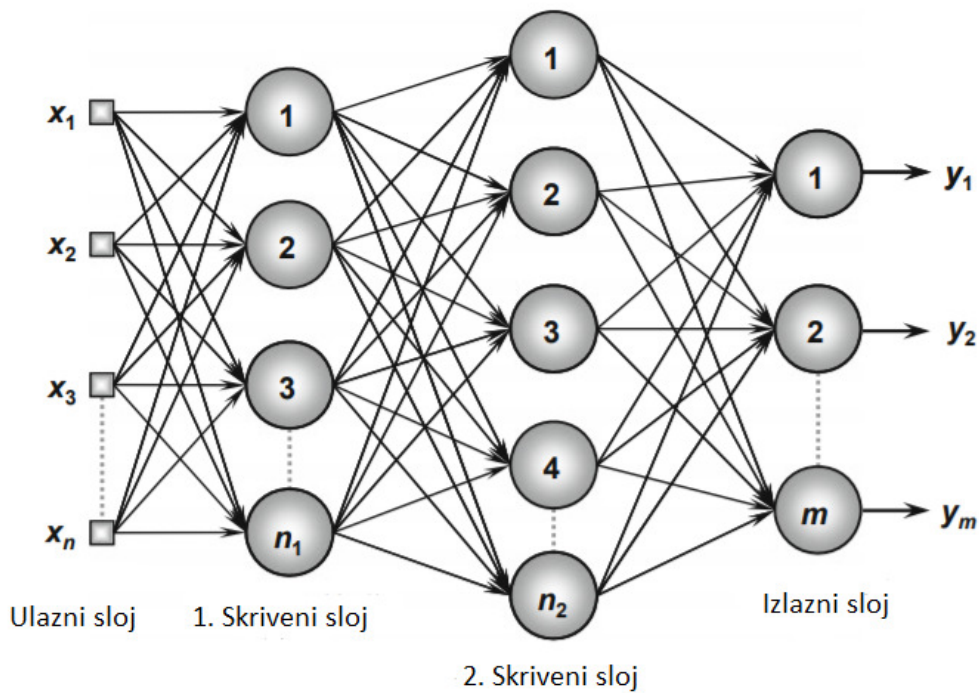 x1
x2
x3
xn
1
2
3
n1
1
2
3
4
n2
1
2
m
y1
y2
ym
Ulazni sloj
1. Skriveni sloj
2. Skriveni sloj
Izlazni sloj